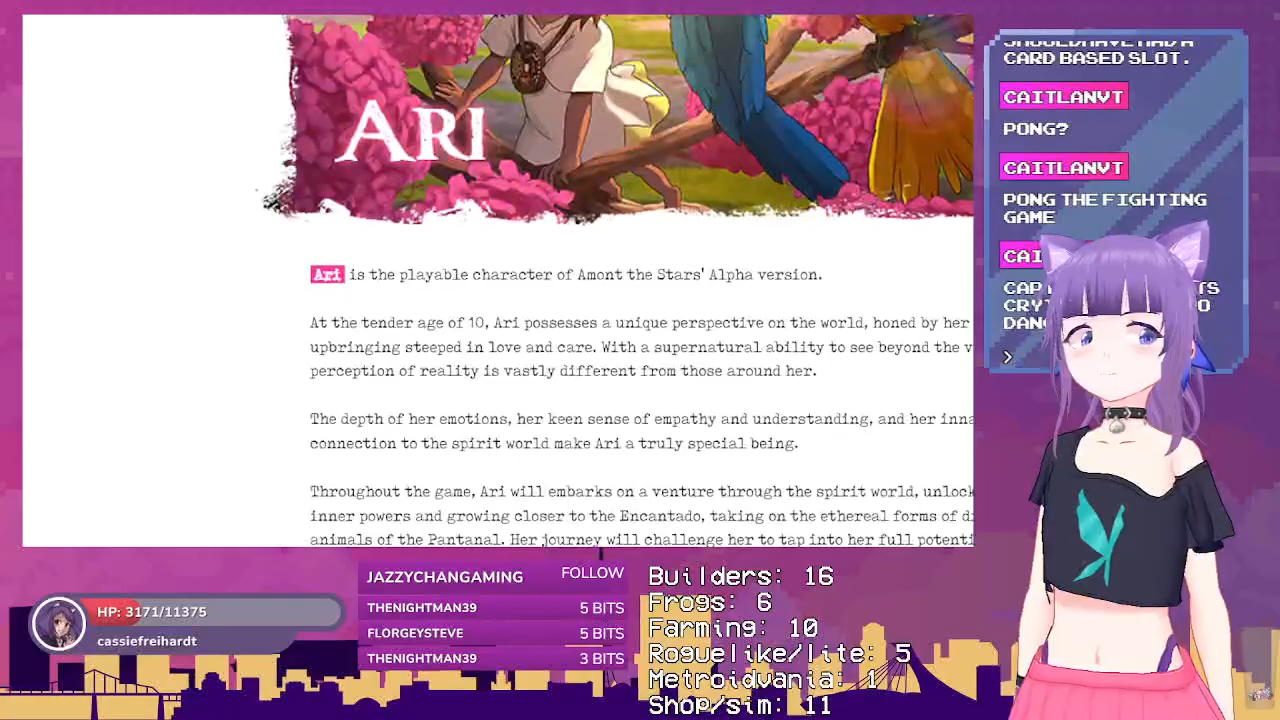 ARI
Ari is the playable character of Amont the Stars' Alpha version.
At the tender age of 10, Ari possesses a unique perspective on the world, honed by her
upbringing steeped in love and care. With a supernatural ability to see beyond the
perception of reality is vastly different from those around her.
The depth of her emotions, her keen sense of empathy and understanding, and her
connection to the spirit world make Ari a truly special being.
Throughout the game, Ari will embarks on a venture through the spirit world,
inner powers and growing closer to the Encantado, taking on the ethereal forms of
animals of the Pantanal. Her journey will challenge her to tap into her full
CARD BASED SLOT.
CAITLANVT
PONG?
CAITLANVT
PONG THE FIGHTING
GAME
>
HP: 3171/11375
cassiefreihardt
JAZZYCHANGAMING FOLLOW
THENIGHTMAN39 5 BITS
FLORGEYSTEVE 5 BITS
THENIGHTMAN39 3 BITS
Builders: 16
Frogs: 6
Farming: 10
Roguelike/lite: 5
Metroidvania: 1
Shop/sim: 11